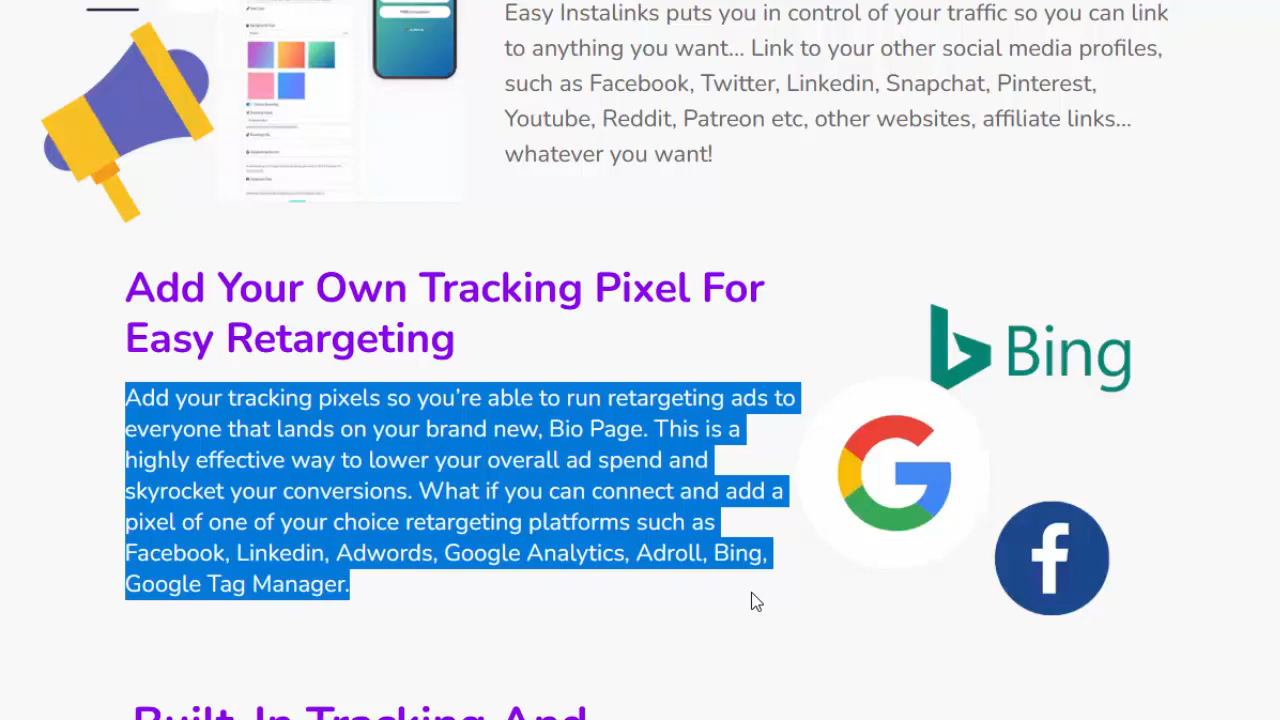 Easy Instalinks puts you in control of your traffic so you can link
to anything you want... Link to your other social media profiles,
such as Facebook, Twitter, Linkedin, Snapchat, Pinterest,
Youtube, Reddit, Patreon etc, other websites, affiliate links...
whatever you want!
Add Your Own Tracking Pixel For
Easy Retargeting
Add your tracking pixels so you’re able to run retargeting ads to
everyone that lands on your brand new, Bio Page. This is a
highly effective way to lower your overall ad spend and
skyrocket your conversions. What if you can connect and add a
pixel of one of your choice retargeting platforms such as
Facebook, Linkedin, Adwords, Google Analytics, Adroll, Bing,
Google Tag Manager.
Bing
Built-In Tracking And